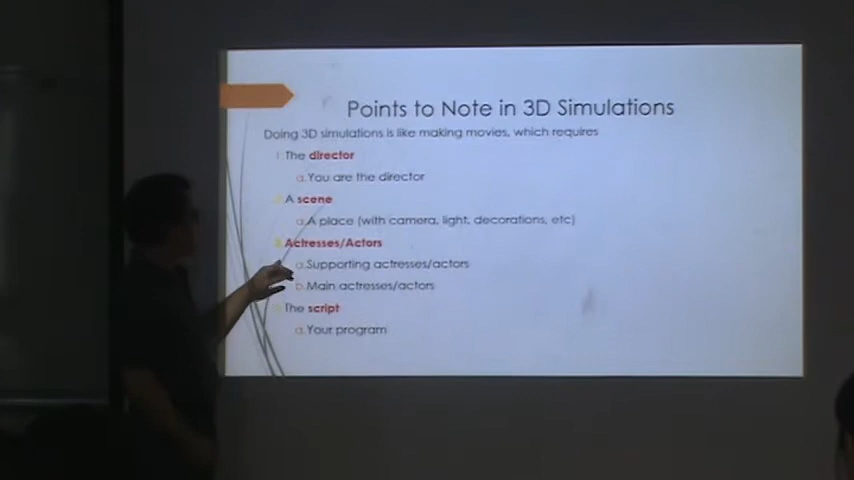 Points to Note in 3D Simulations
Doing 3D simulations is like making movies, which requires
The director
a. You are the director
A scene
a. A place (with camera, light, decorations, etc)
Actresses/Actors
a. Supporting actresses/actors
b. Main actresses/actors
The script
a. Your program